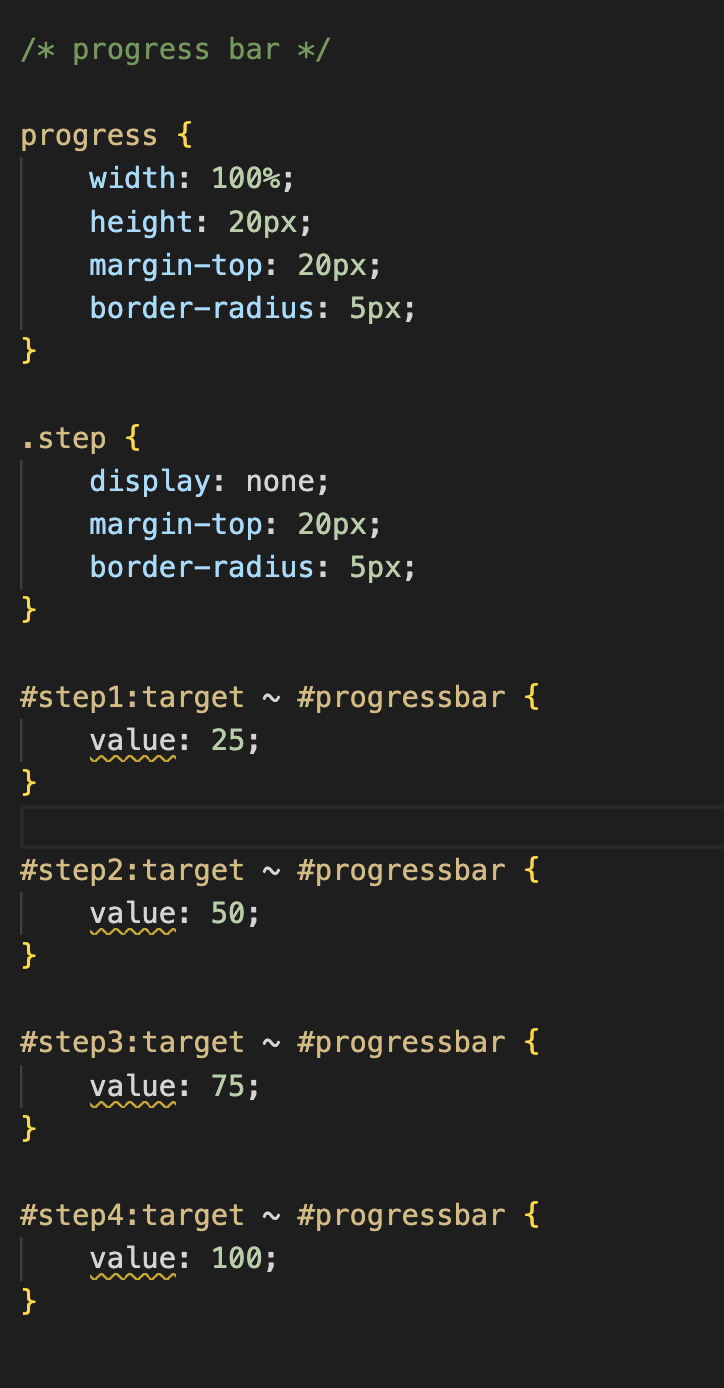 /* progress bar */
progress {
width: 100%;
height: 20px;
margin-top: 20px;
border-radius: 5px;
}
.step {
display: none;
margin-top: 20px;
border-radius: 5px;
}
#step1:target ~ #progressbar {
value: 25;
}
#step2:target ~ #progressbar {
value: 50;
}
#step3:target ~ #progressbar {
value: 75;
}
#step4:target ~ #progressbar {
value: 100;
}